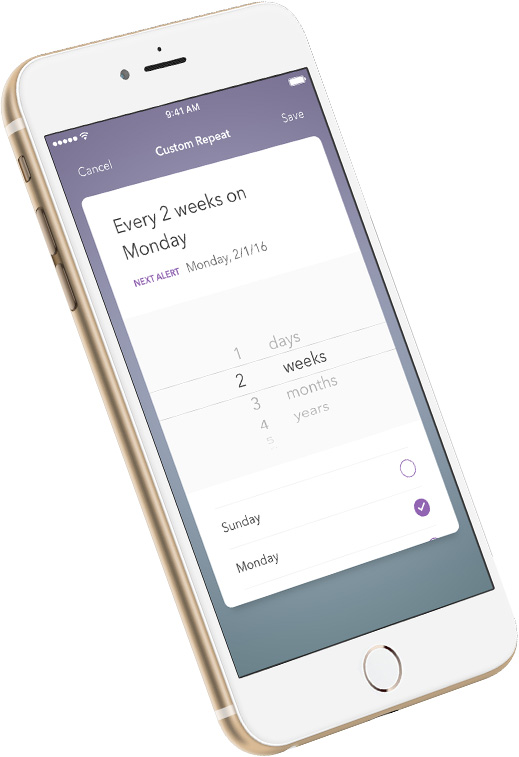 9:41 AM
Cancel
Custom Repeat
Save
Every 2 weeks on
Monday
NEXT ALERT Monday, 2/1/16
1 days
2 weeks
3 months
4 years
5
Sunday
Monday